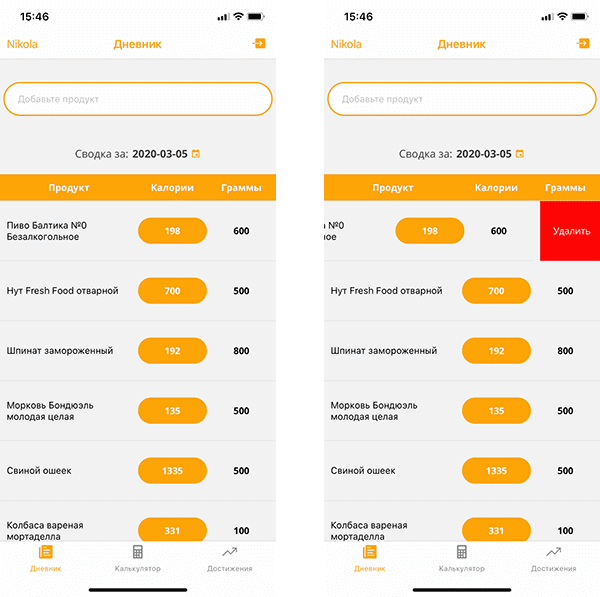 15:46
Nikola Дневник
Добавьте продукт
Сводка за: 2020-03-05
Продукт Калории Граммы
Пиво Балтика №0
Безалкогольное
198 600
Нут Fresh Food отварной 700 500
Шпинат замороженный 192 800
Морковь Бондюэль
молодая целая
135 500
Свиной ошеек 1335 500
Колбаса вареная
мортаделла
331 100
Дневник Калькулятор Достижения
15:46
Nikola Дневник
Добавьте продукт
Сводка за: 2020-03-05
Продукт Калории Граммы
№0
ное
198 600 Удалить
Нут Fresh Food отварной 700 500
Шпинат замороженный 192 800
Морковь Бондюэль
молодая целая
135 500
Свиной ошеек 1335 500
Колбаса вареная
мортаделла
331 100
Дневник Калькулятор Достижения